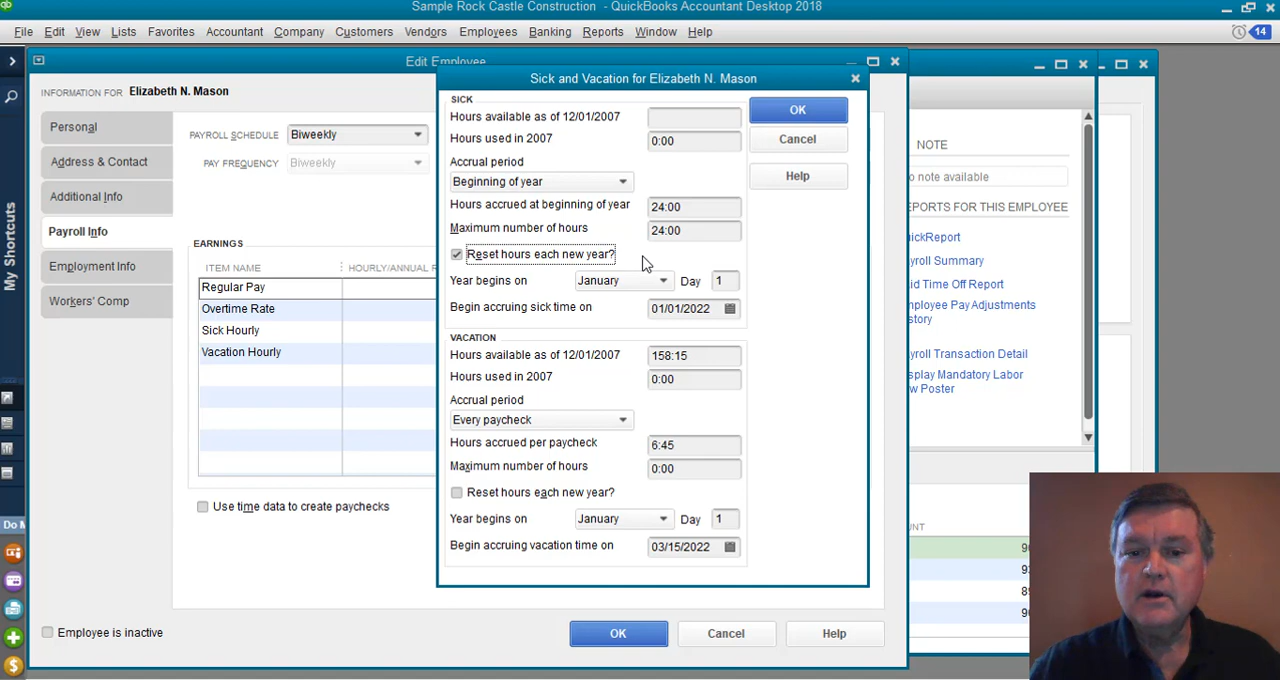 Sample Rock Castle Construction - QuickBooks Accountant Desktop 2018
File Edit View Lists Favorites Accountant Company Customers Vendors Employees Banking Reports Window Help
14
My Shortcuts
Do M
Edit Employee
INFORMATION FOR Elizabeth N. Mason
Personal
Address & Contact
Additional Info
Payroll Info
Employment Info
Workers' Comp
PAYROLL SCHEDULE Biweekly
PAY FREQUENCY Biweekly
EARNINGS
ITEM NAME HOURLY/ANNUAL R
Regular Pay
Overtime Rate
Sick Hourly
Vacation Hourly
Use time data to create paychecks
Employee is inactive
OK Cancel Help
Sick and Vacation for Elizabeth N. Mason
SICK
Hours available as of 12/01/2007
Hours used in 2007 0:00
Accrual period
Beginning of year
Hours accrued at beginning of year 24:00
Maximum number of hours 24:00
Reset hours each new year?
Year begins on January Day 1
Begin accruing sick time on 01/01/2022
VACATION
Hours available as of 12/01/2007 158:15
Hours used in 2007 0:00
Accrual period
Every paycheck
Hours accrued per paycheck 6:45
Maximum number of hours 0:00
Reset hours each new year?
Year begins on January Day 1
Begin accruing vacation time on 03/15/2022
OK
Cancel
Help
NOTE
o note available
EPORTS FOR THIS EMPLOYEE
uickReport
ayroll Summary
aid Time Off Report
mployee Pay Adjustments
istory
ayroll Transaction Detail
isplay Mandatory Labor
w Poster
UNT